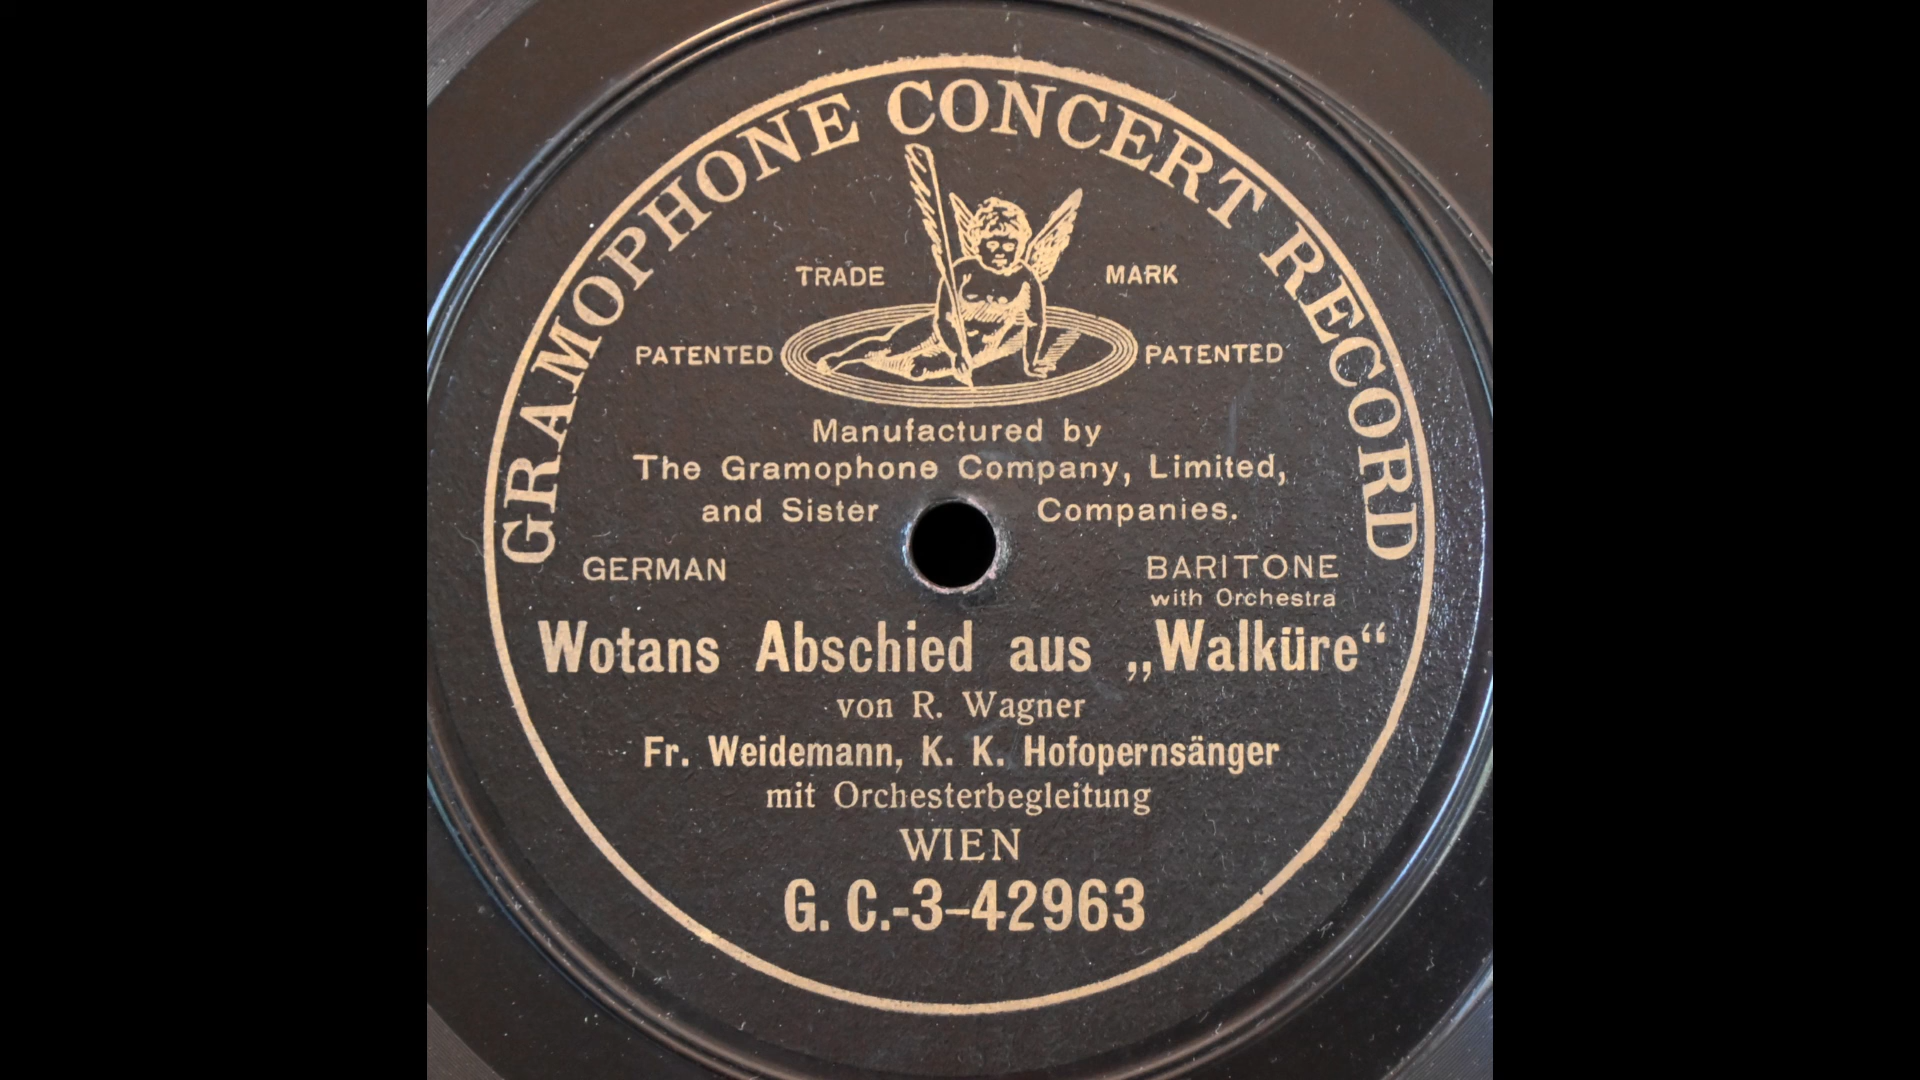 GRAMOPHONE CONCERT RECORD
TRADE MARK
PATENTED PATENTED
Manufactured by
The Gramophone Company, Limited,
and Sister Companies.
GERMAN BARITONE
with Orchestra
Wotans Abschied aus „Walküre“
von R. Wagner
Fr. Weidemann, K. K. Hofopernsänger
mit Orchesterbegleitung
WIEN
G. C.-3-42963